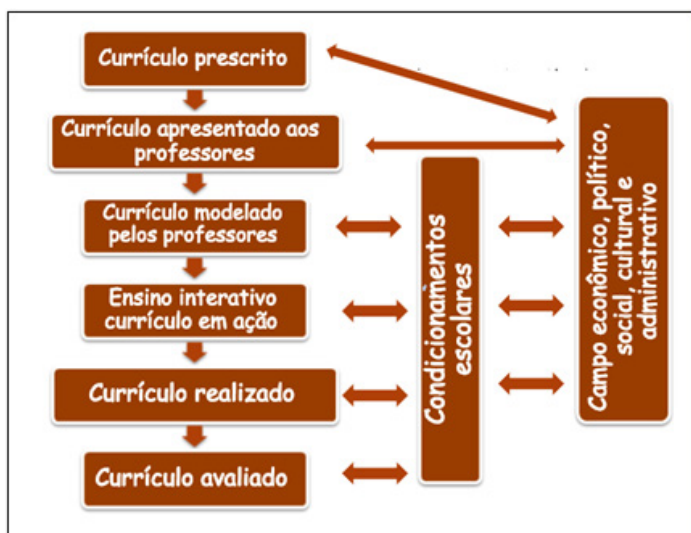 Currículo prescrito
Currículo apresentado aos
professores
Currículo modelado
pelos professores
Ensino interativo
currículo em ação
Currículo realizado
Currículo avaliado
Condicionamentos
escolares
Campo econômico, político,
social, cultural e
administrativo